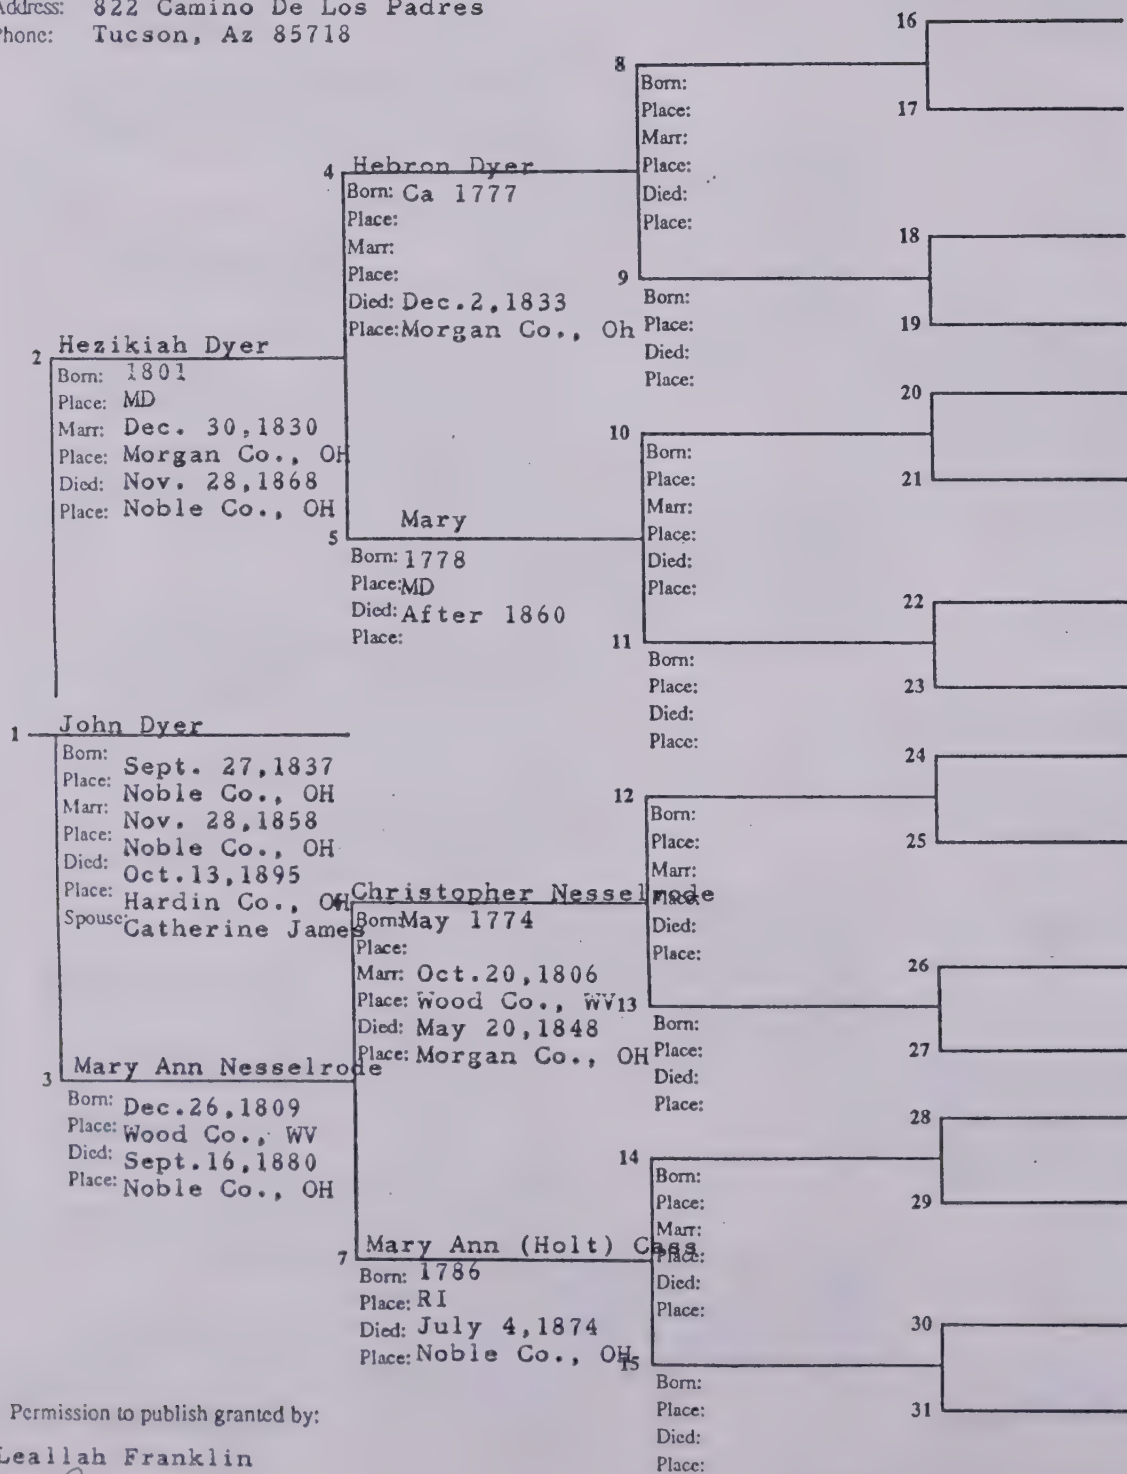 Address: 822 Camino De Los Padres
Phone: Tucson, Az 85718
16
8
Born:
Place:
Marr:
Place:
Died:
Place:
17
4 Hebron Dyer
Born: Ca 1777
Place:
Marr:
Place:
Died: Dec.2,1833
Place: Morgan Co., Oh
18
9
Born:
Place:
Died:
Place:
19
2 Hezikiah Dyer
Born: 1801
Place: MD
Marr: Dec. 30,1830
Place: Morgan Co., OH
Died: Nov. 28,1868
Place: Noble Co., OH
20
10
Born:
Place:
Marr:
Place:
Died:
Place:
21
5 Mary
Born: 1778
Place: MD
Died: After 1860
Place:
22
11
Born:
Place:
Died:
Place:
23
1 John Dyer
Born: Sept. 27,1837
Place: Noble Co., OH
Marr: Nov. 28,1858
Place: Noble Co., OH
Died: Oct.13,1895
Place: Hardin Co., OH
Spouse: Catherine James
24
12
Born:
Place:
Marr:
Place:
Died:
Place:
25
Christopher Nesselrode
Born: May 1774
Place:
Marr: Oct.20,1806
Place: Wood Co., WV
Died: May 20,1848
Place: Morgan Co., OH
26
13
Born:
Place:
Died:
Place:
27
3 Mary Ann Nesselrode
Born: Dec.26,1809
Place: Wood Co., WV
Died: Sept.16,1880
Place: Noble Co., OH
28
14
Born:
Place:
Marr:
Place:
Died:
Place:
29
7 Mary Ann (Holt) Cass
Born: 1786
Place: RI
Died: July 4,1874
Place: Noble Co., OH
30
15
Born:
Place:
Died:
Place:
31
Permission to publish granted by:
Leallah Franklin